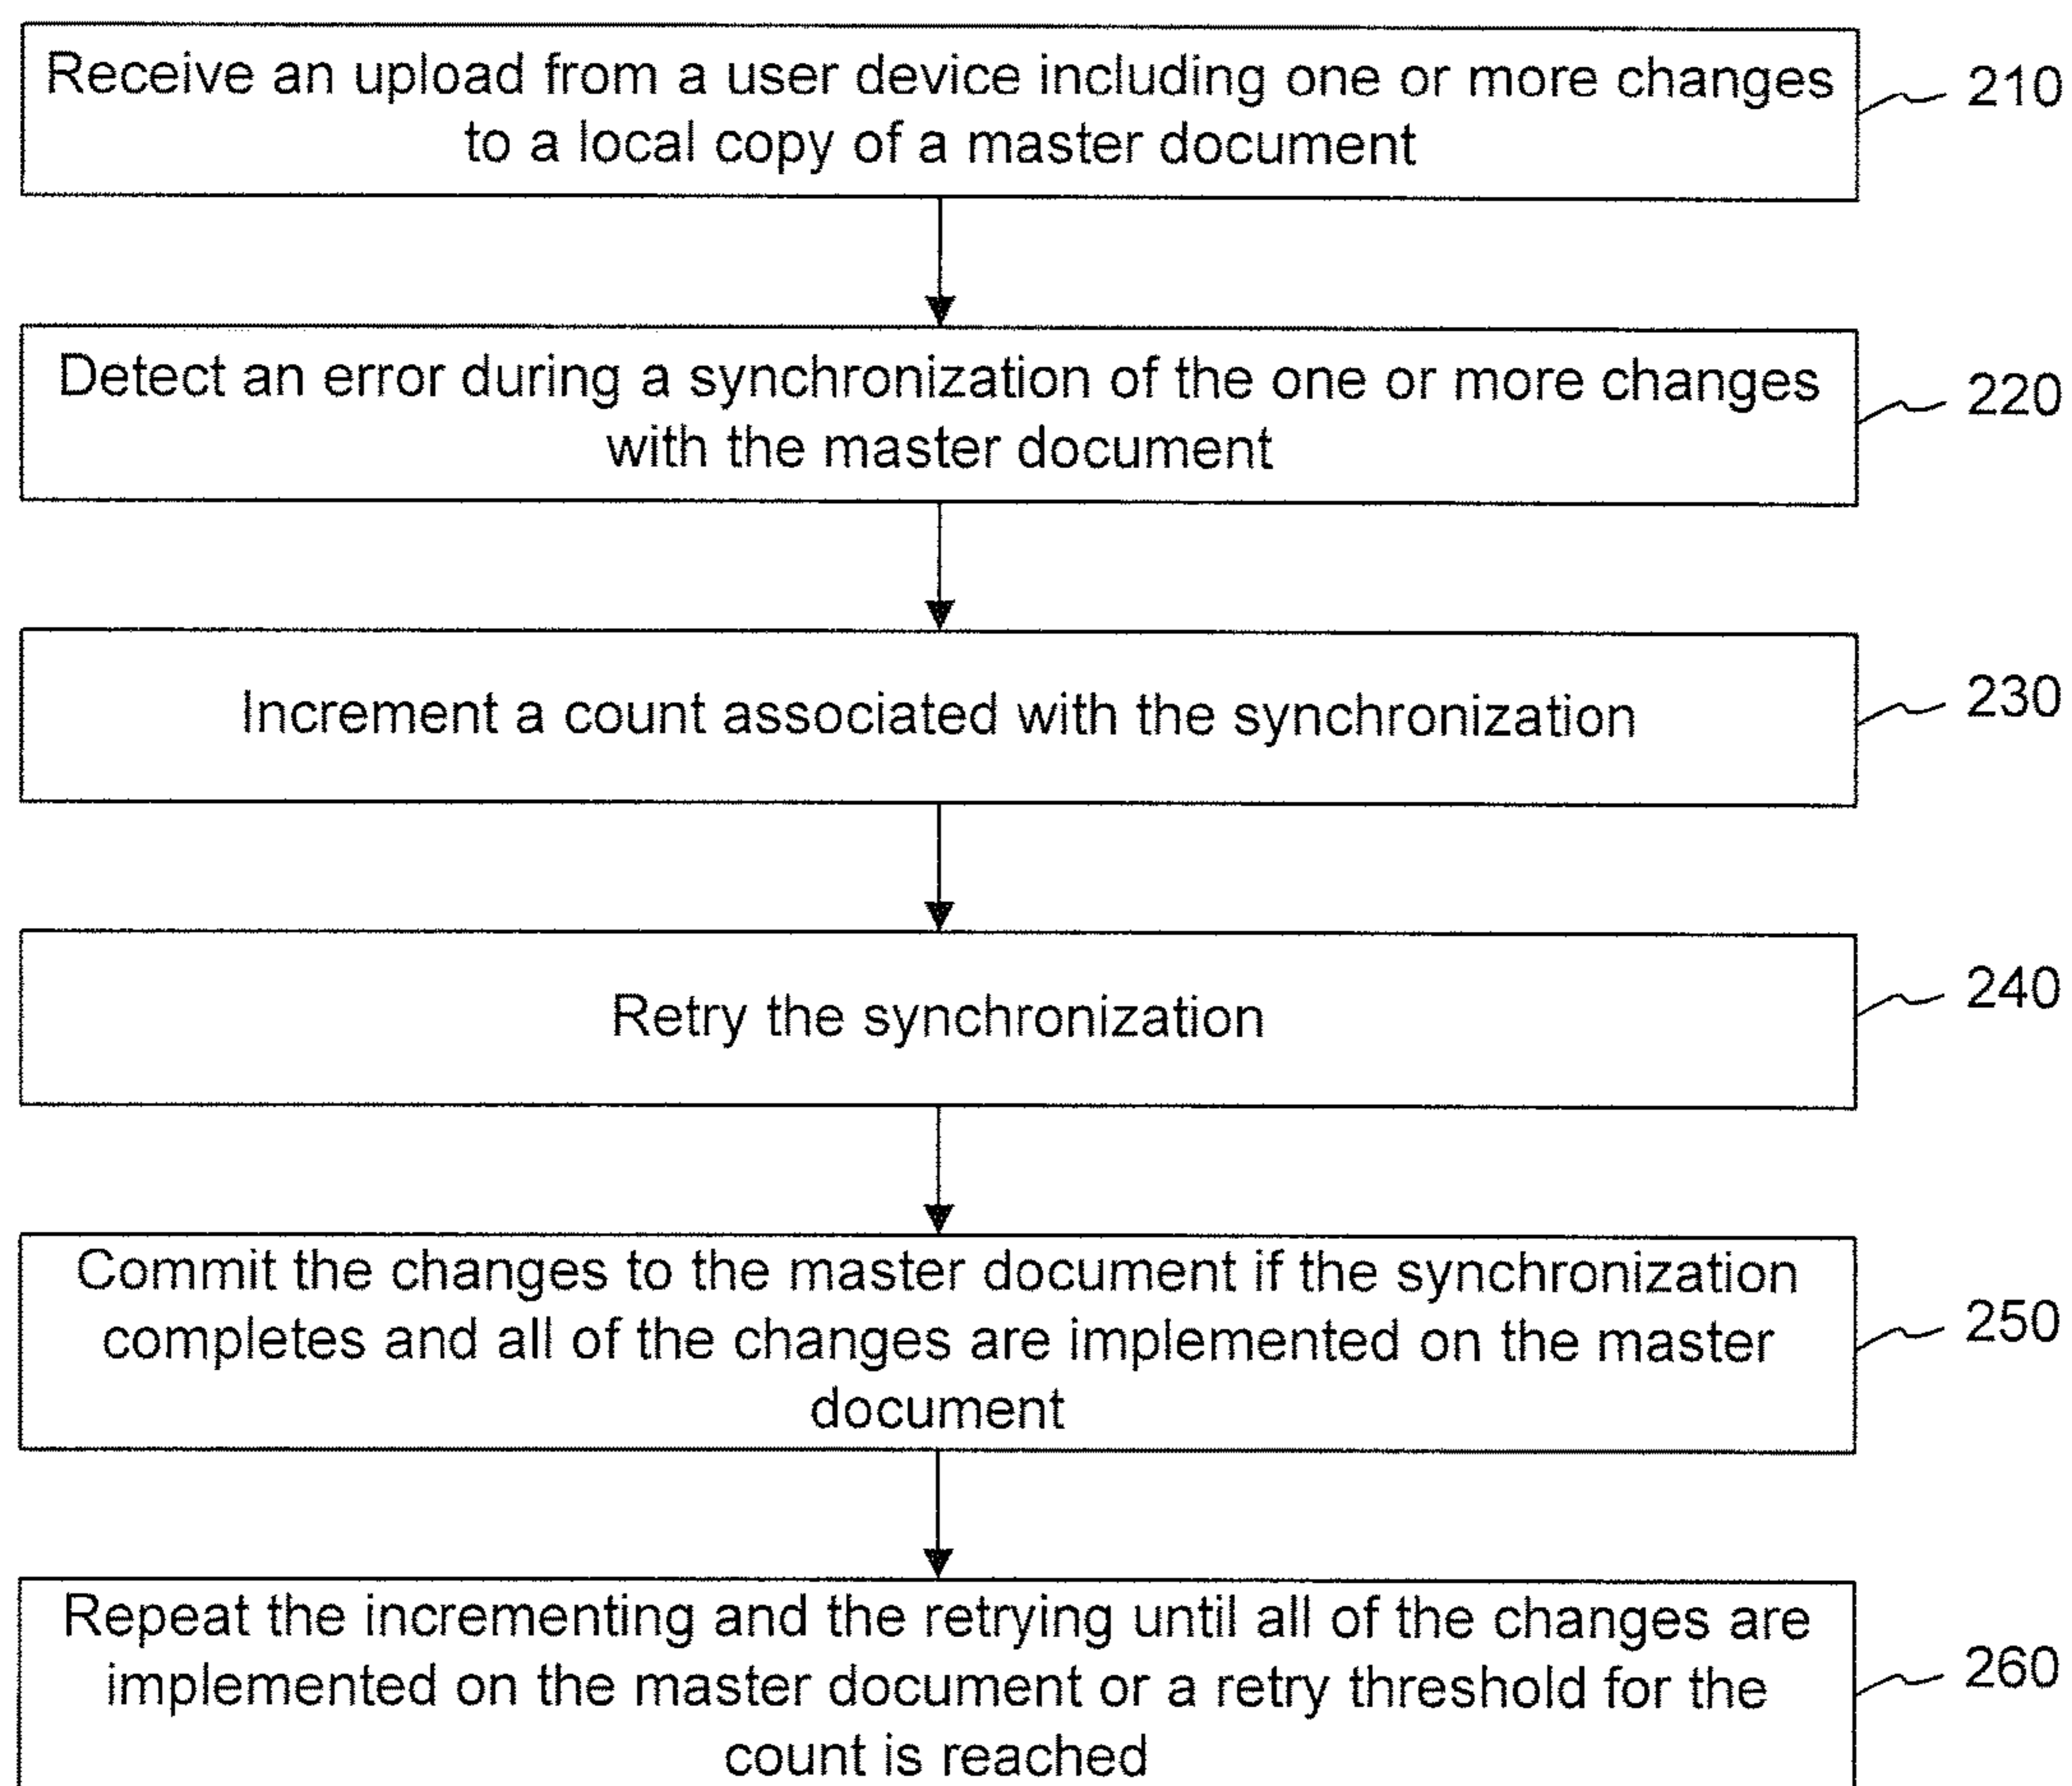 Receive an upload from a user device including one or more changes
to a local copy of a master document
210
Detect an error during a synchronization of the one or more changes
with the master document
220
Increment a count associated with the synchronization
230
Retry the synchronization
240
Commit the changes to the master document if the synchronization
completes and all of the changes are implemented on the master
document
250
Repeat the incrementing and the retrying until all of the changes are
implemented on the master document or a retry threshold for the
count is reached
260